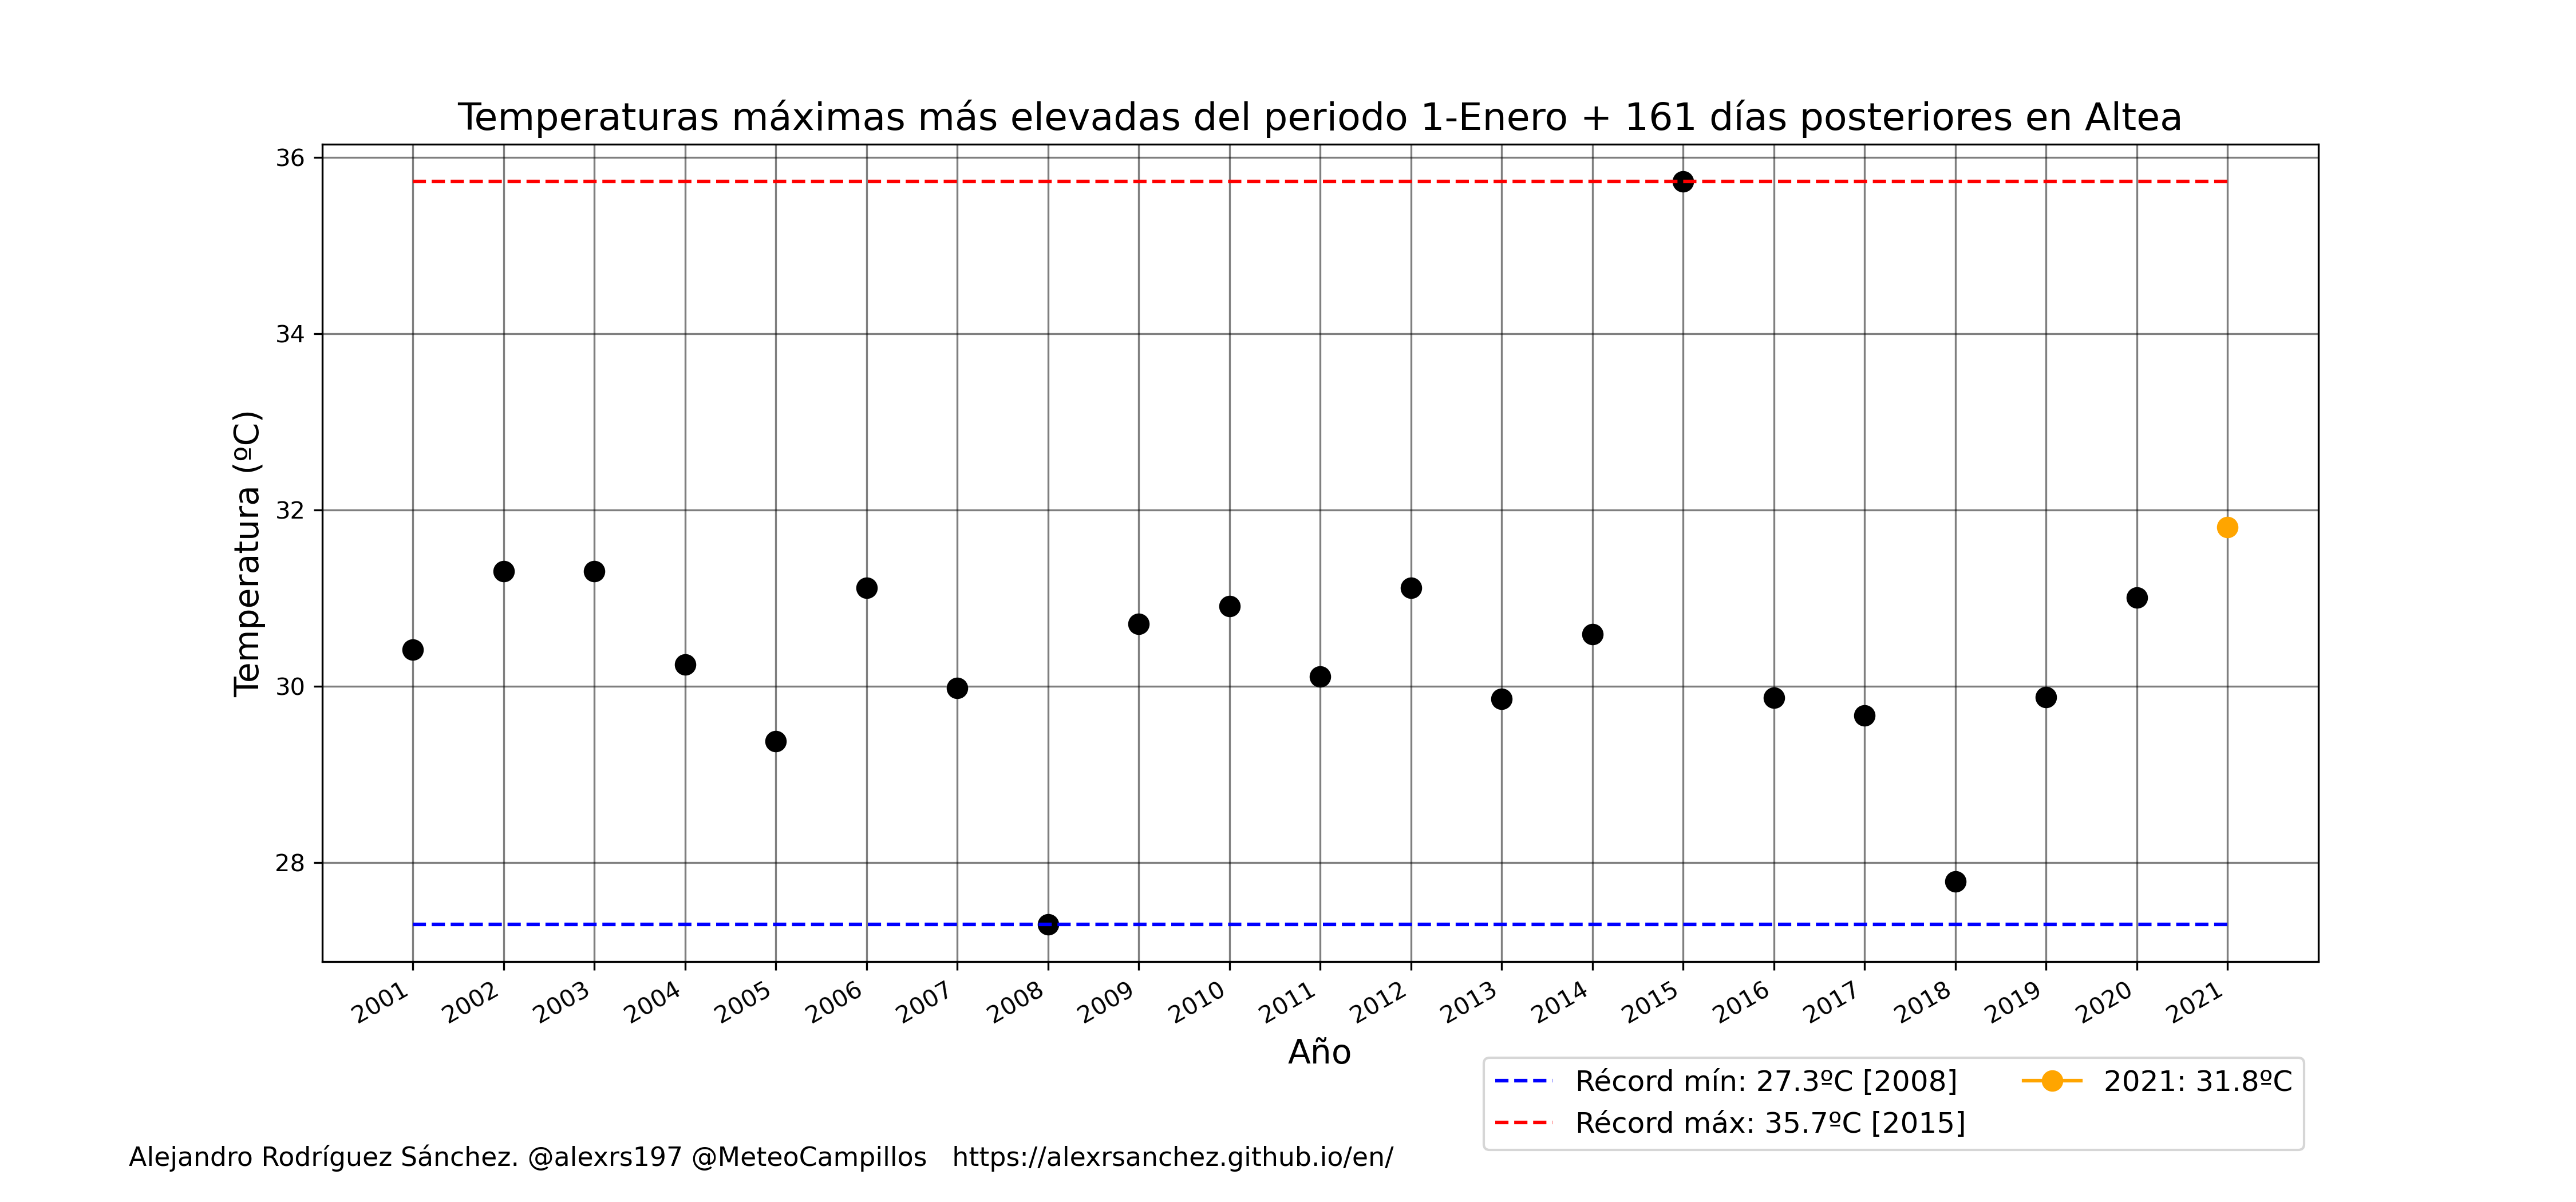 Temperaturas máximas más elevadas del periodo 1-Enero + 161 días posteriores en Altea
Temperatura (ºC)
36
34
32
30
28
2001 2002 2003 2004 2005 2006 2007 2008 2009 2010 2011 2012 2013 2014 2015 2016 2017 2018 2019 2020 2021
Año
Récord mín: 27.3ºC [2008]
Récord máx: 35.7ºC [2015]
2021: 31.8ºC
Alejandro Rodríguez Sánchez. @alexrs197 @MeteoCampillos https://alexrsanchez.github.io/en/